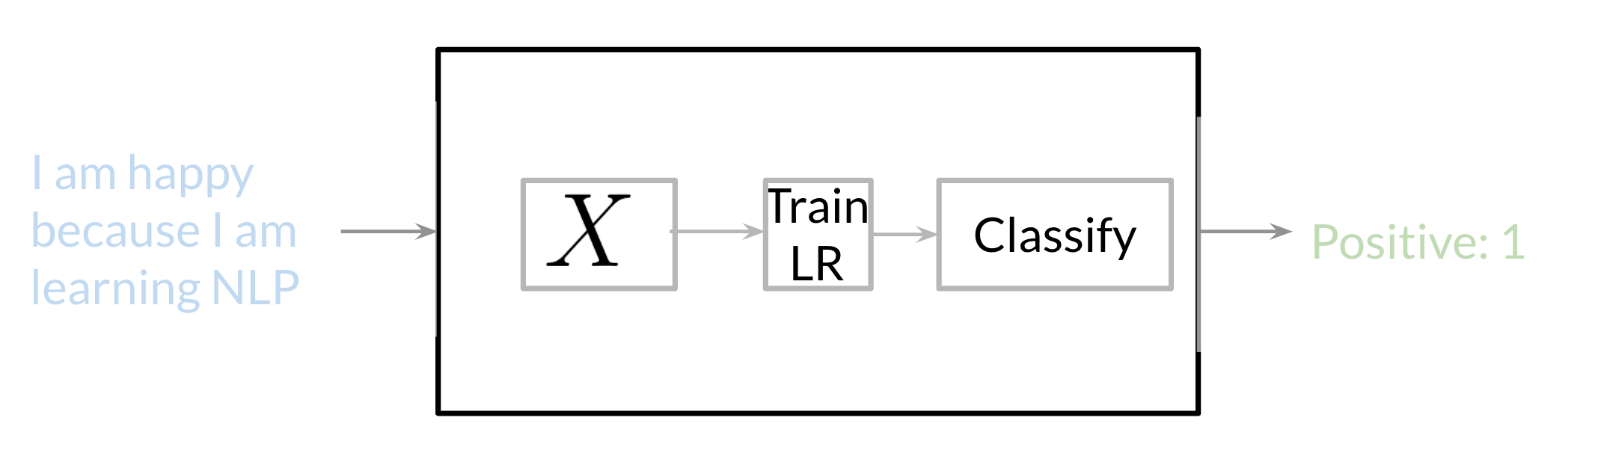 I am happy
because I am
learning NLP
X
Train
LR
Classify
Positive: 1